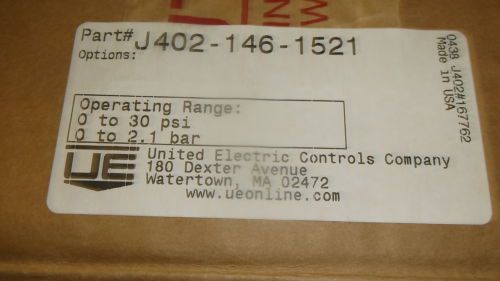 Part# J402-146-1521
Options:
Operating Range:
0 to 30 psi
0 to 2.1 bar
UE
United Electric Controls Company
180 Dexter Avenue
Watertown, MA 02472
www.ueonline.com
0438 J402#167762
Made in USA
IN
W